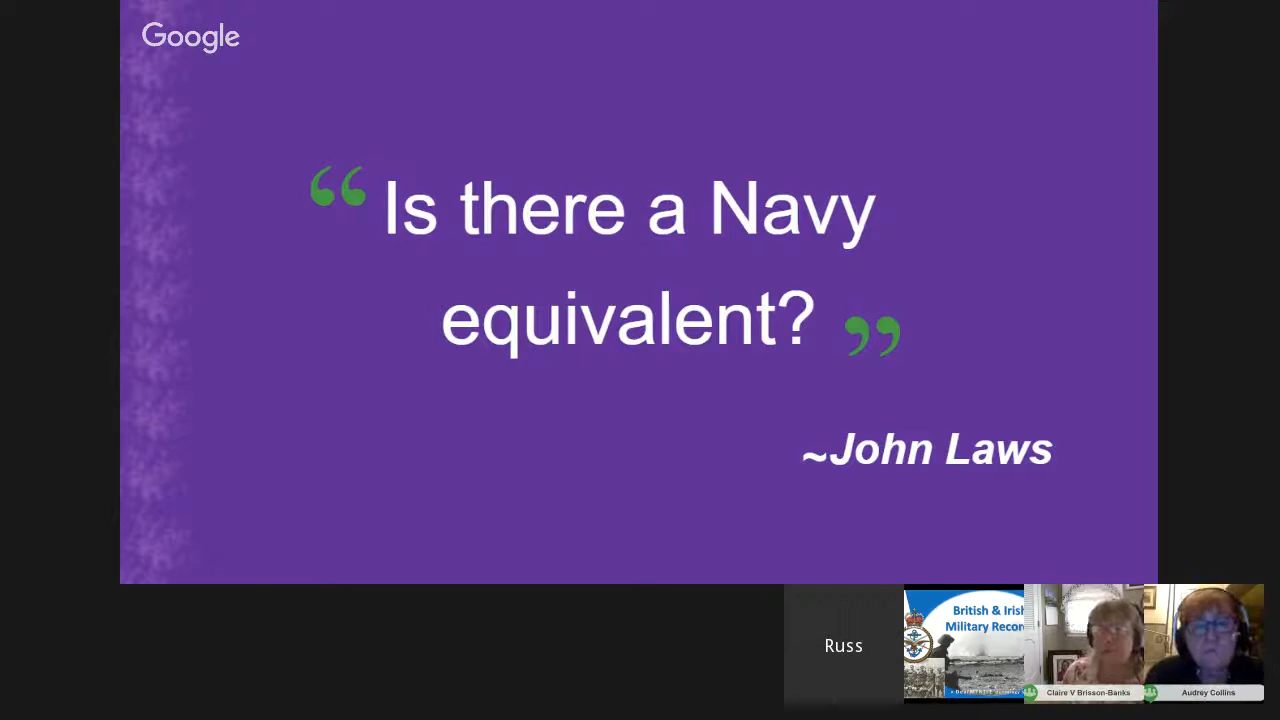 Google
“ Is there a Navy
equivalent? ”
~John Laws
Russ
British & Irish
Military Recor
Claire V Brisson-Banks
Audrey Collins